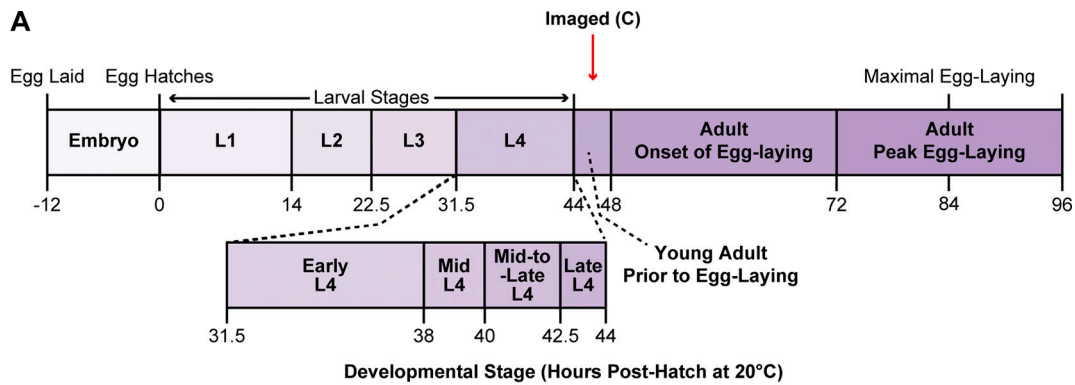 A
Imaged (C)
Egg Laid
Egg Hatches
Larval Stages
Maximal Egg-Laying
Embryo
L1
L2
L3
L4
Adult
Onset of Egg-laying
Adult
Peak Egg-Laying
-12
0
14
22.5
31.5
44
48
72
84
96
Early
L4
Mid
L4
Mid-to
-Late
L4
Late
L4
Young Adult
Prior to Egg-Laying
31.5
38
40
42.5
44
Developmental Stage (Hours Post-Hatch at 20°C)